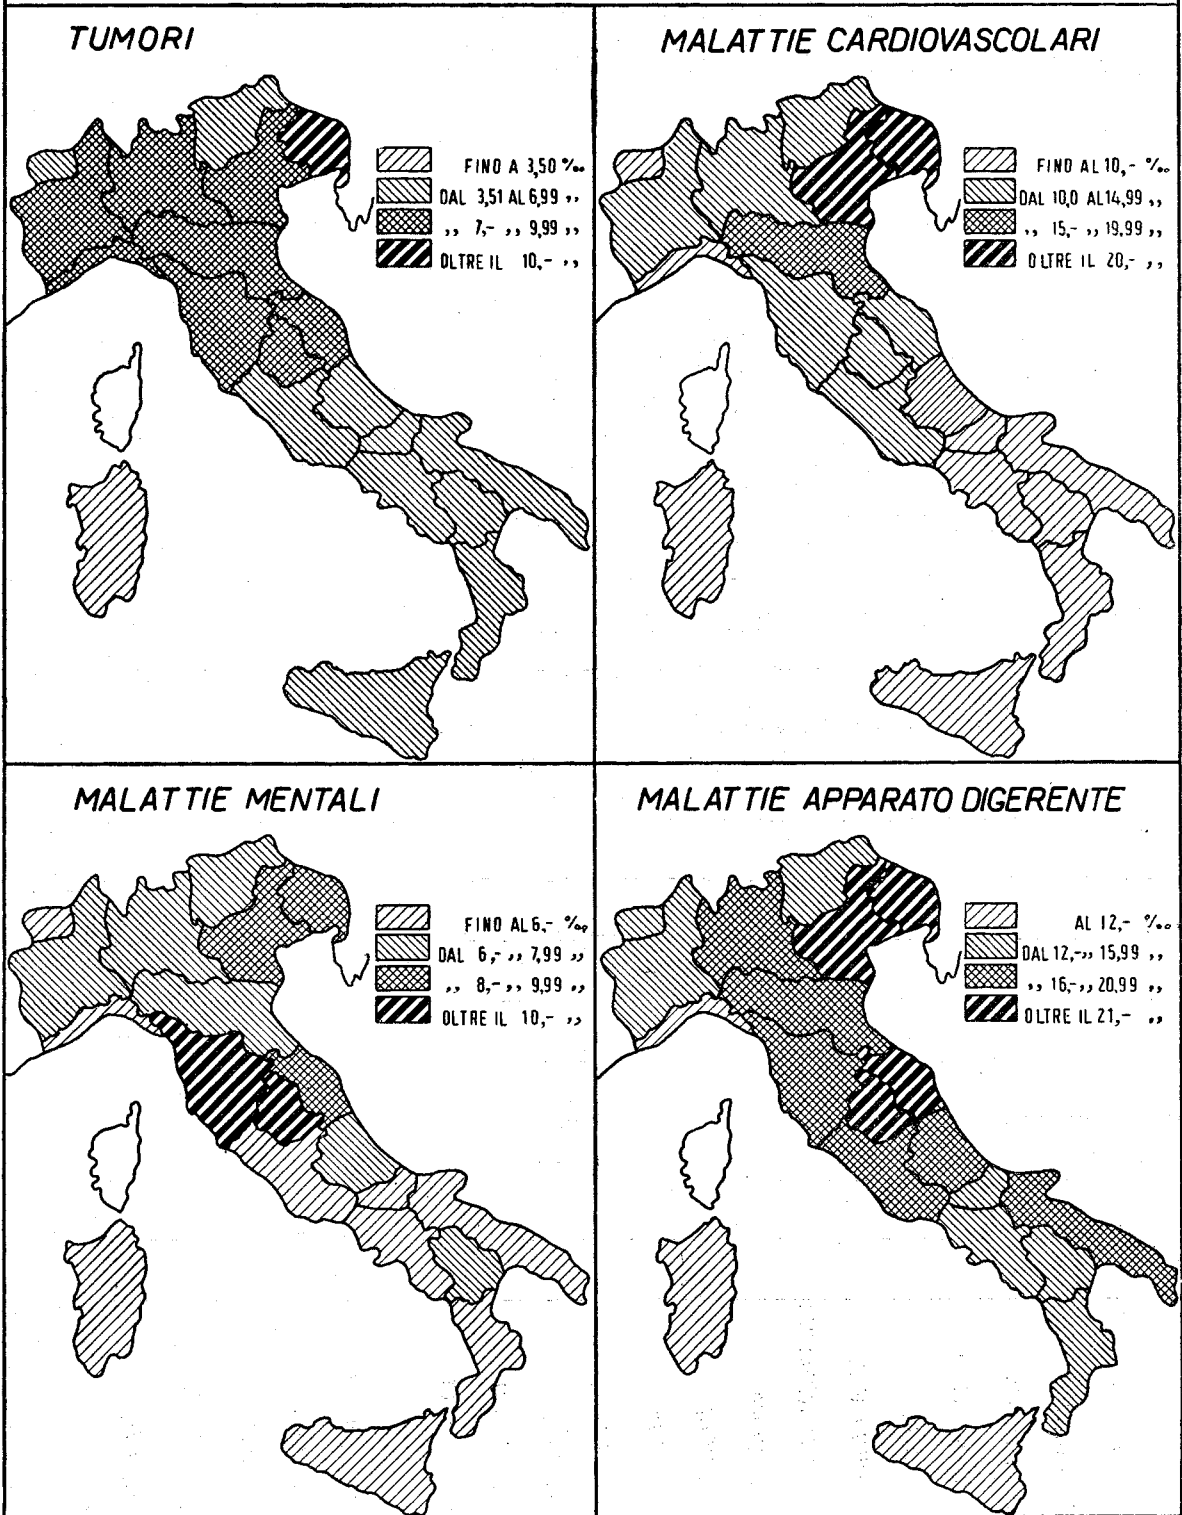 TUMORI
FINO A 3,50 ‰
DAL 3,51 AL 6,99 ,,
,, 7,- ,, 9,99 ,,
OLTRE IL 10,- ,,
MALATTIE CARDIOVASCOLARI
FINO AL 10,- ‰
DAL 10,0 AL 14,99 ,,
,, 15,- ,, 19,99 ,,
OLTRE IL 20,- ,,
MALATTIE MENTALI
FINO AL 6,- ‰
DAL 6,- ,, 7,99 ,,
,, 8,- ,, 9,99 ,,
OLTRE IL 10,- ,,
MALATTIE APPARATO DIGERENTE
AL 12,- ‰
DAL 12,- ,, 15,99 ,,
,, 16,- ,, 20,99 ,,
OLTRE IL 21,- ,,